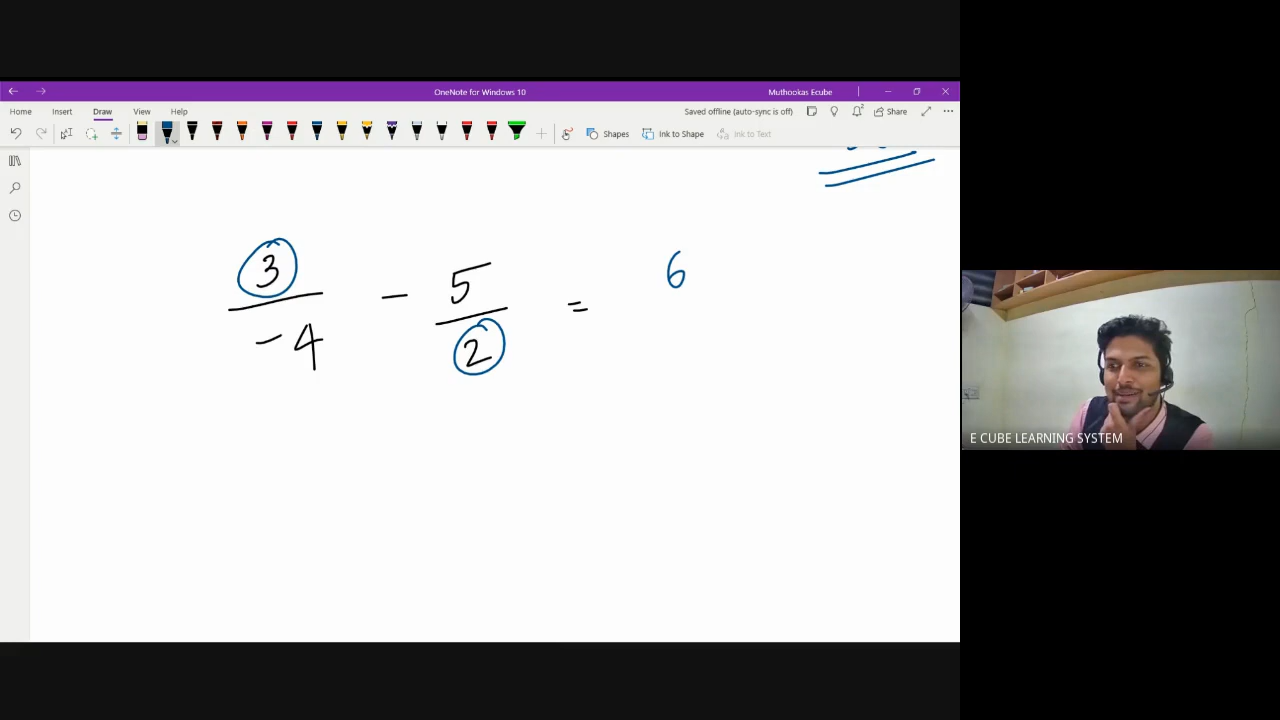 OneNote for Windows 10
Muthookas Ecube
Home Insert Draw View Help
Saved offline (auto-sync is off)
Share
Shapes
Ink to Shape
Ink to Text
3 5 6
- =
-4 2
E CUBE LEARNING SYSTEM